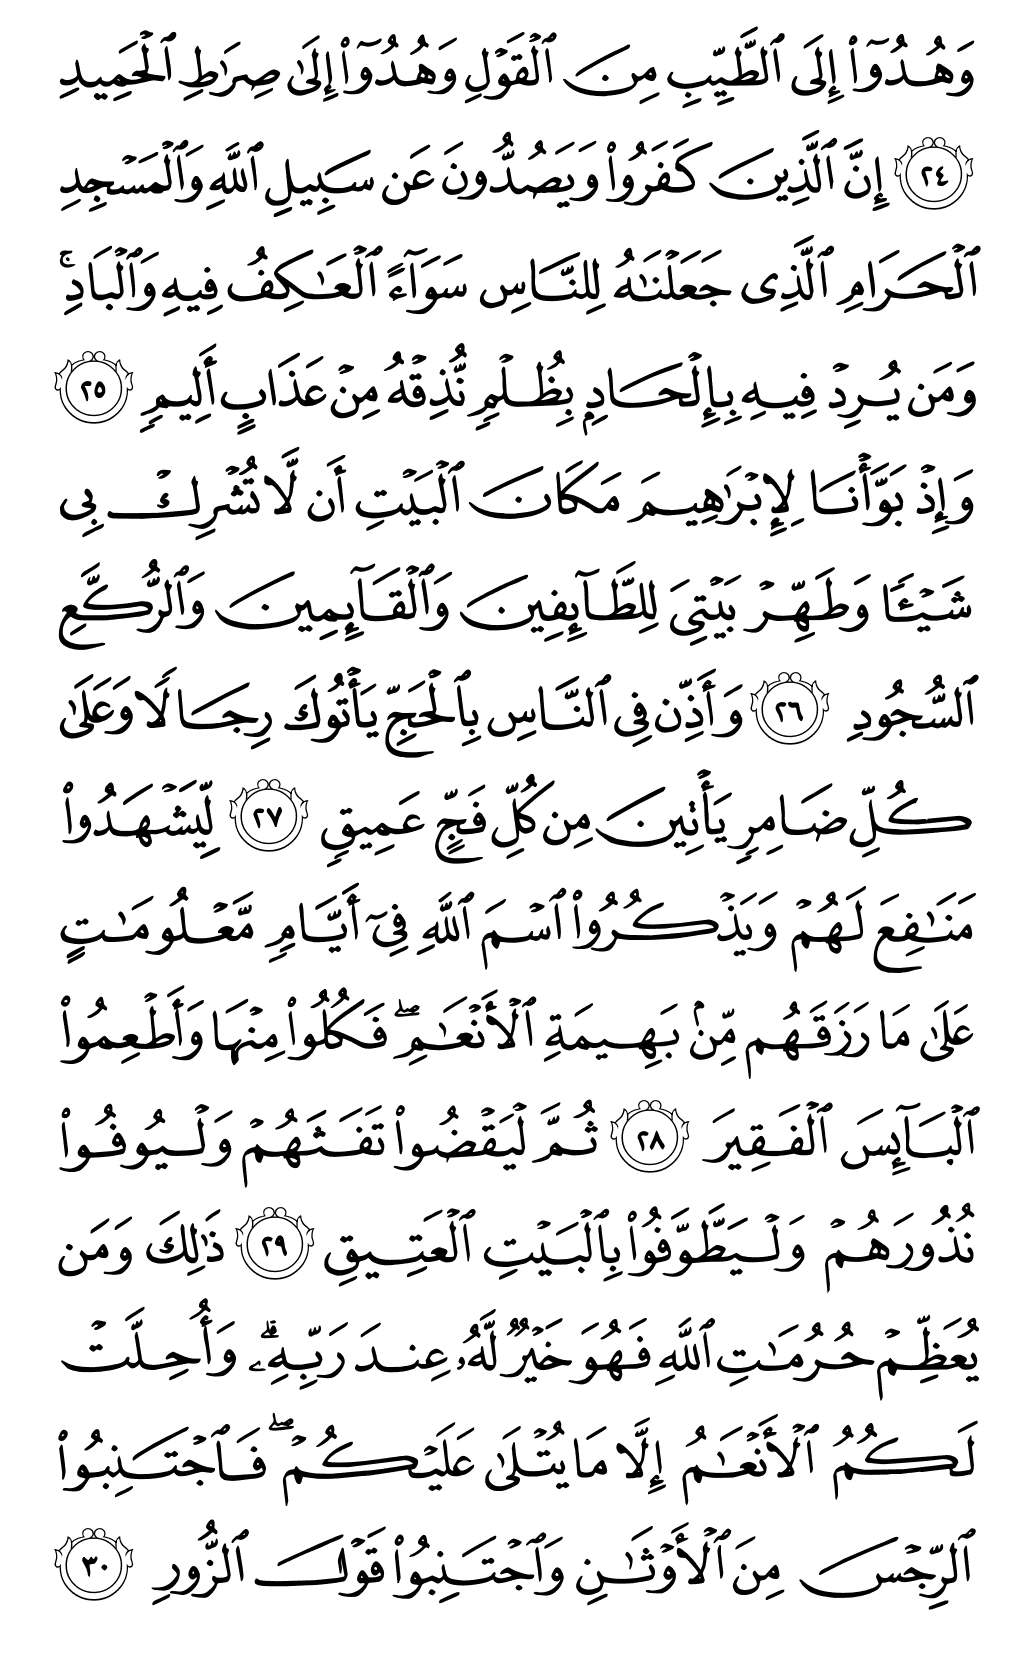 وَهُدُوٓا۟ إِلَى ٱلطَّيِّبِ مِنَ ٱلْقَوْلِ وَهُدُوٓا۟ إِلَىٰ صِرَٰطِ ٱلْحَمِيدِ
٢٤ إِنَّ ٱلَّذِينَ كَفَرُوا۟ وَيَصُدُّونَ عَن سَبِيلِ ٱللَّهِ وَٱلْمَسْجِدِ
ٱلْحَرَامِ ٱلَّذِى جَعَلْنَٰهُ لِلنَّاسِ سَوَآءً ٱلْعَٰكِفُ فِيهِ وَٱلْبَادِ ۚ
وَمَن يُرِدْ فِيهِ بِإِلْحَادٍۭ بِظُلْمٍ نُّذِقْهُ مِنْ عَذَابٍ أَلِيمٍ ٢٥
وَإِذْ بَوَّأْنَا لِإِبْرَٰهِيمَ مَكَانَ ٱلْبَيْتِ أَن لَّا تُشْرِكْ بِى
شَيْـًٔا وَطَهِّرْ بَيْتِىَ لِلطَّآئِفِينَ وَٱلْقَآئِمِينَ وَٱلرُّكَّعِ
ٱلسُّجُودِ ٢٦ وَأَذِّن فِى ٱلنَّاسِ بِٱلْحَجِّ يَأْتُوكَ رِجَالًا وَعَلَىٰ
كُلِّ ضَامِرٍ يَأْتِينَ مِن كُلِّ فَجٍّ عَمِيقٍ ٢٧ لِّيَشْهَدُوا۟
مَنَٰفِعَ لَهُمْ وَيَذْكُرُوا۟ ٱسْمَ ٱللَّهِ فِىٓ أَيَّامٍ مَّعْلُومَٰتٍ
عَلَىٰ مَا رَزَقَهُم مِّنۢ بَهِيمَةِ ٱلْأَنْعَٰمِ ۖ فَكُلُوا۟ مِنْهَا وَأَطْعِمُوا۟
ٱلْبَآئِسَ ٱلْفَقِيرَ ٢٨ ثُمَّ لْيَقْضُوا۟ تَفَثَهُمْ وَلْيُوفُوا۟
نُذُورَهُمْ وَلْيَطَّوَّفُوا۟ بِٱلْبَيْتِ ٱلْعَتِيقِ ٢٩ ذَٰلِكَ وَمَن
يُعَظِّمْ حُرُمَٰتِ ٱللَّهِ فَهُوَ خَيْرٌ لَّهُۥ عِندَ رَبِّهِۦ ۗ وَأُحِلَّتْ
لَكُمُ ٱلْأَنْعَٰمُ إِلَّا مَا يُتْلَىٰ عَلَيْكُمْ ۖ فَٱجْتَنِبُوا۟
ٱلرِّجْسَ مِنَ ٱلْأَوْثَٰنِ وَٱجْتَنِبُوا۟ قَوْلَ ٱلزُّورِ ٣٠